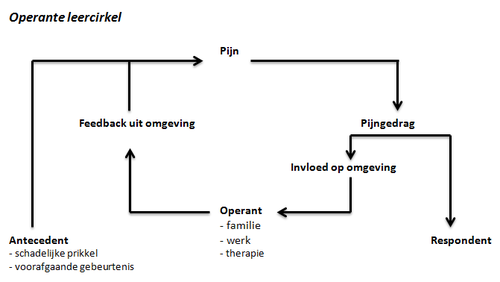 Operante leercirkel
Pijn
Feedback uit omgeving
Pijngedrag
Invloed op omgeving
Operant
- familie
- werk
- therapie
Antecedent
- schadelijke prikkel
- voorafgaande gebeurtenis
Respondent